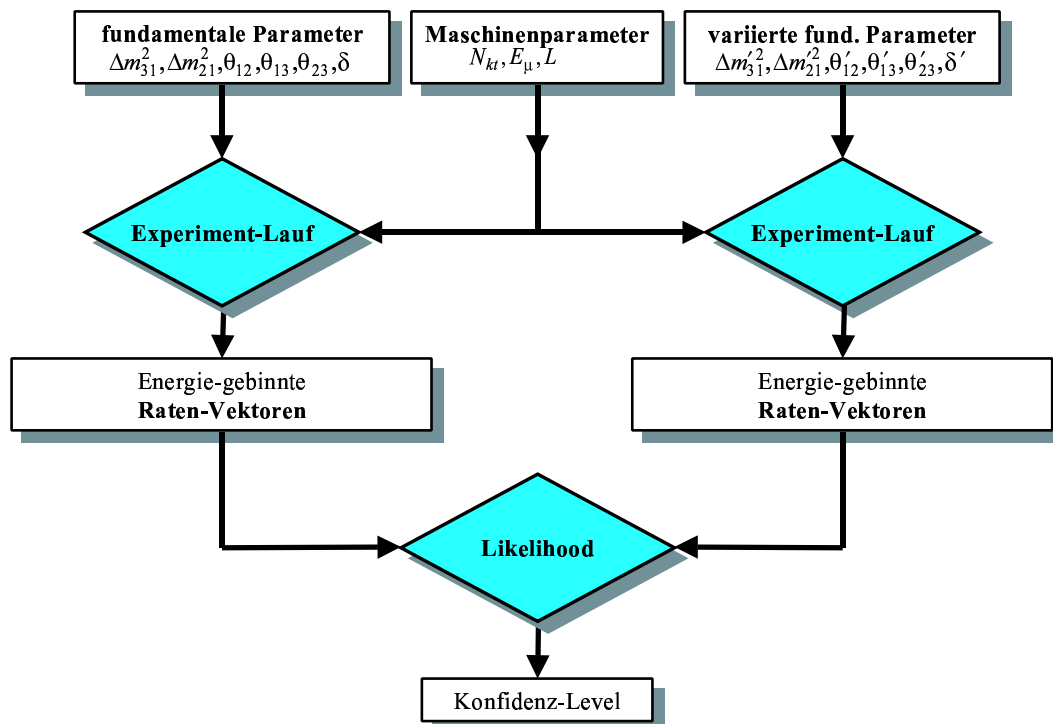 fundamentale Parameter
Δm²₃₁,Δm²₂₁,θ₁₂,θ₁₃,θ₂₃,δ
Maschinenparameter
Nₖₜ,E_μ,L
variierte fund. Parameter
Δm′²₃₁,Δm′²₂₁,θ′₁₂,θ′₁₃,θ′₂₃,δ′
Experiment-Lauf
Experiment-Lauf
Energie-gebinnte
Raten-Vektoren
Energie-gebinnte
Raten-Vektoren
Likelihood
Konfidenz-Level